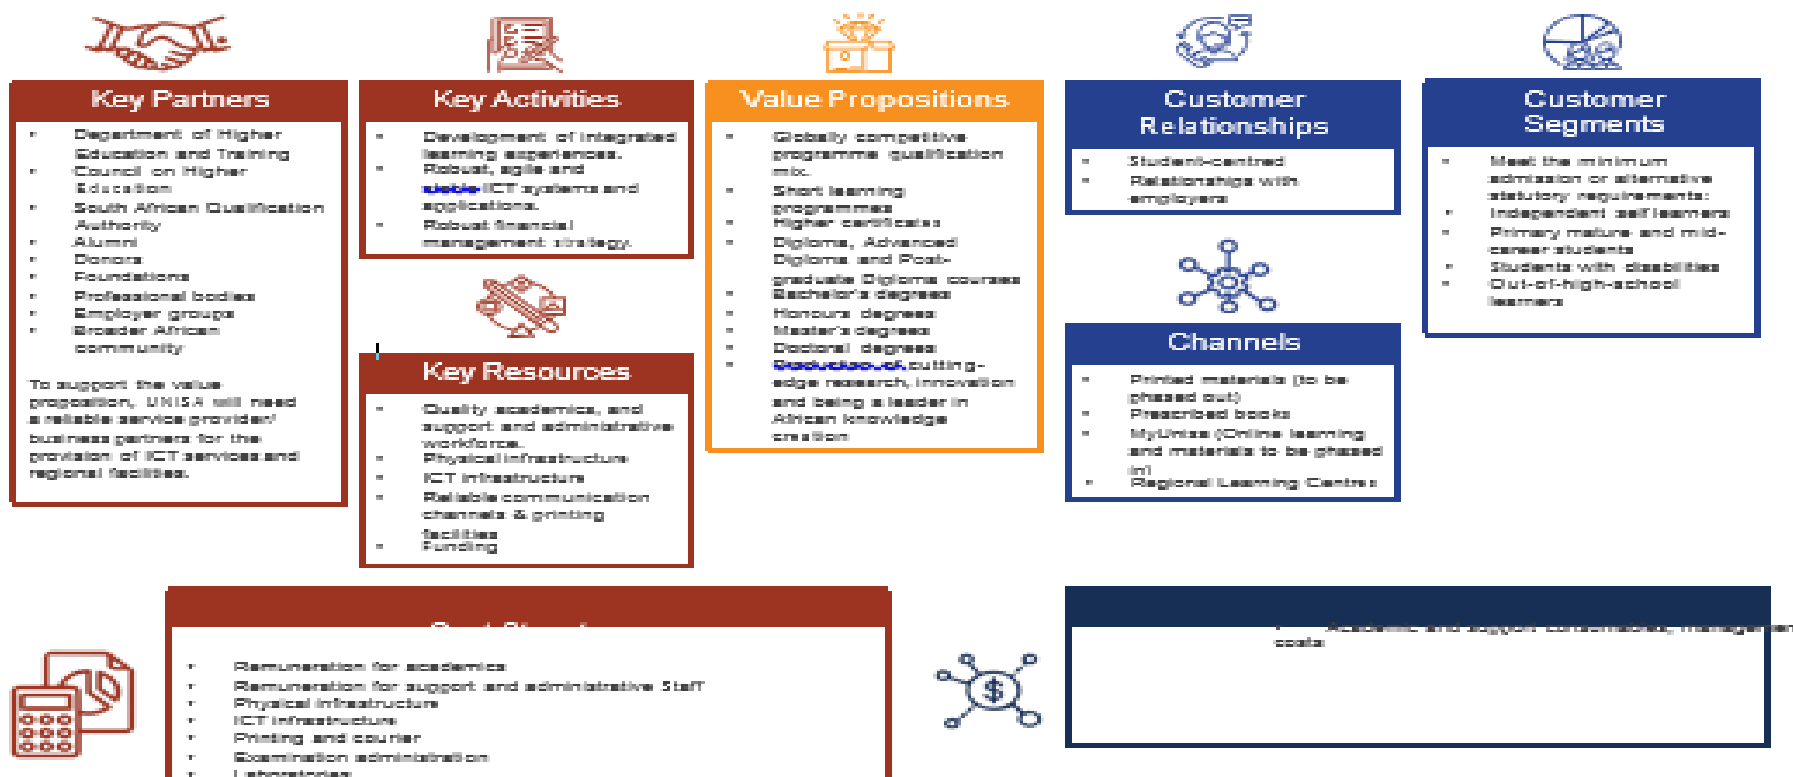 Key Partners
• Department of Higher
Education and Training
• Council on Higher
Education
• South African Qualification
Authority
• Alumni
• Donors
• Foundations
• Professional bodies
• Employer groups
• Broader African
community
To support the value
proposition, UNISA will need
a reliable service provider/
business partners for the
provision of ICT services and
regional facilities.
Key Activities
• Development of integrated
learning experiences.
• Robust, agile and
ICT systems and
applications.
• Robust financial
management strategy.
Key Resources
• Quality academics, and
support and administrative
workforce.
• Physical infrastructure
• ICT infrastructure
• Reliable communication
channels & printing
facilities
• Funding
Value Propositions
• Globally competitive
programme qualification
mix.
• Short learning
programmes
• Higher certificates
• Diploma, Advanced
Diploma and Post-
graduate Diploma courses
• Bachelor's degrees
• Honours degrees
• Master's degrees
• Doctoral degrees
• Production of cutting-
edge research, innovation
and being a leader in
African knowledge
creation
Customer
Relationships
• Student-centred
• Relationships with
employers
Channels
• Printed materials (to be
phased out)
• Prescribed books
• MyUnisa (Online learning
and materials to be phased
in)
• Regional Learning Centres
Customer
Segments
• Meet the minimum
admission or alternative
statutory requirements:
• Independent self learners
• Primary mature and mid-
career students
• Students with disabilities
• Out-of-high-school
learners
• Remuneration for academics
• Remuneration for support and administrative Staff
• Physical infrastructure
• ICT infrastructure
• Printing and courier
• Examination administration
• Laboratories
• Academic and support consumables, management
costs